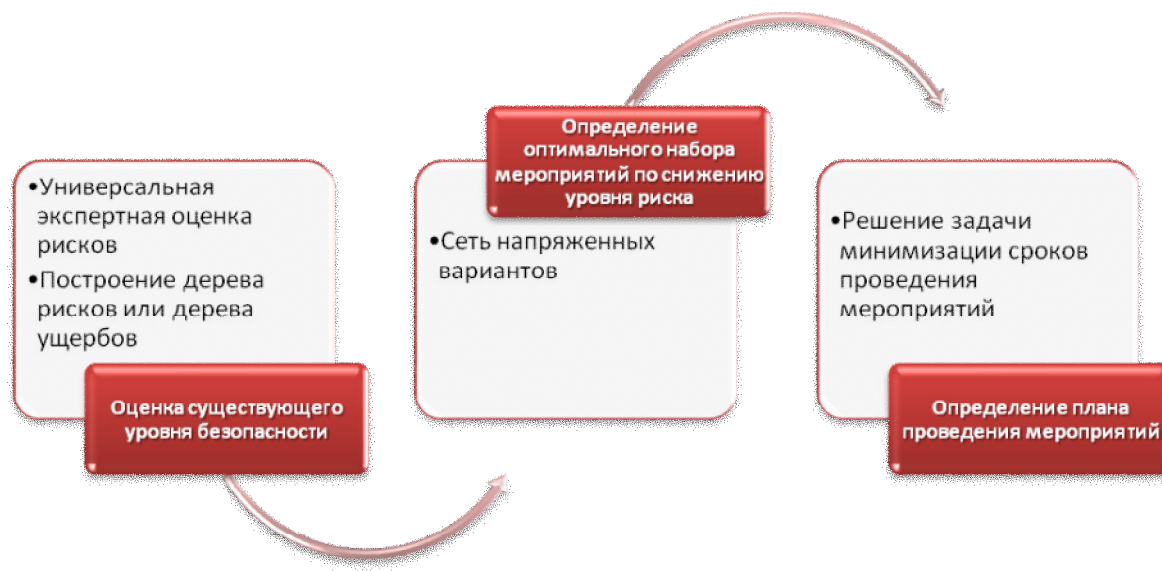 •Универсальная
экспертная оценка
рисков
•Построение дерева
рисков или дерева
ущербов
Оценка существующего
уровня безопасности
Определение
оптимального набора
мероприятий по снижению
уровня риска
•Сеть напряженных
вариантов
•Решение задачи
минимизации сроков
проведения
мероприятий
Определение плана
проведения мероприятий